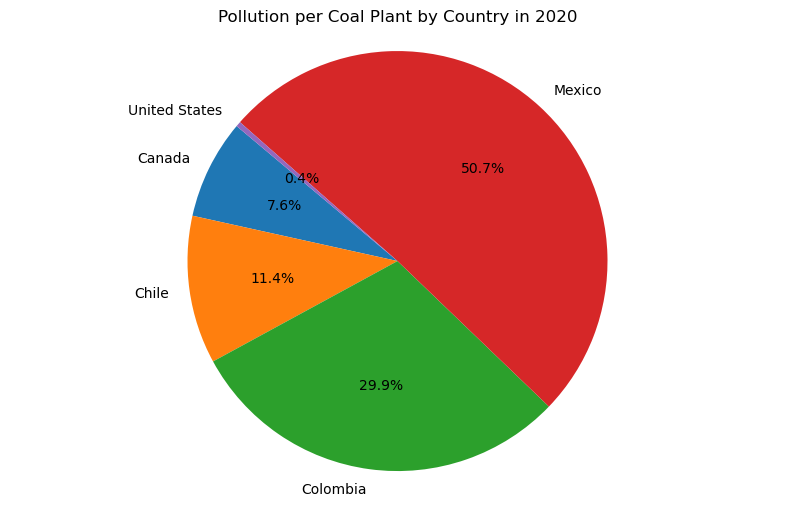 Pollution per Coal Plant by Country in 2020
Mexico
50.7%
United States
0.4%
Canada
7.6%
Chile
11.4%
Colombia
29.9%